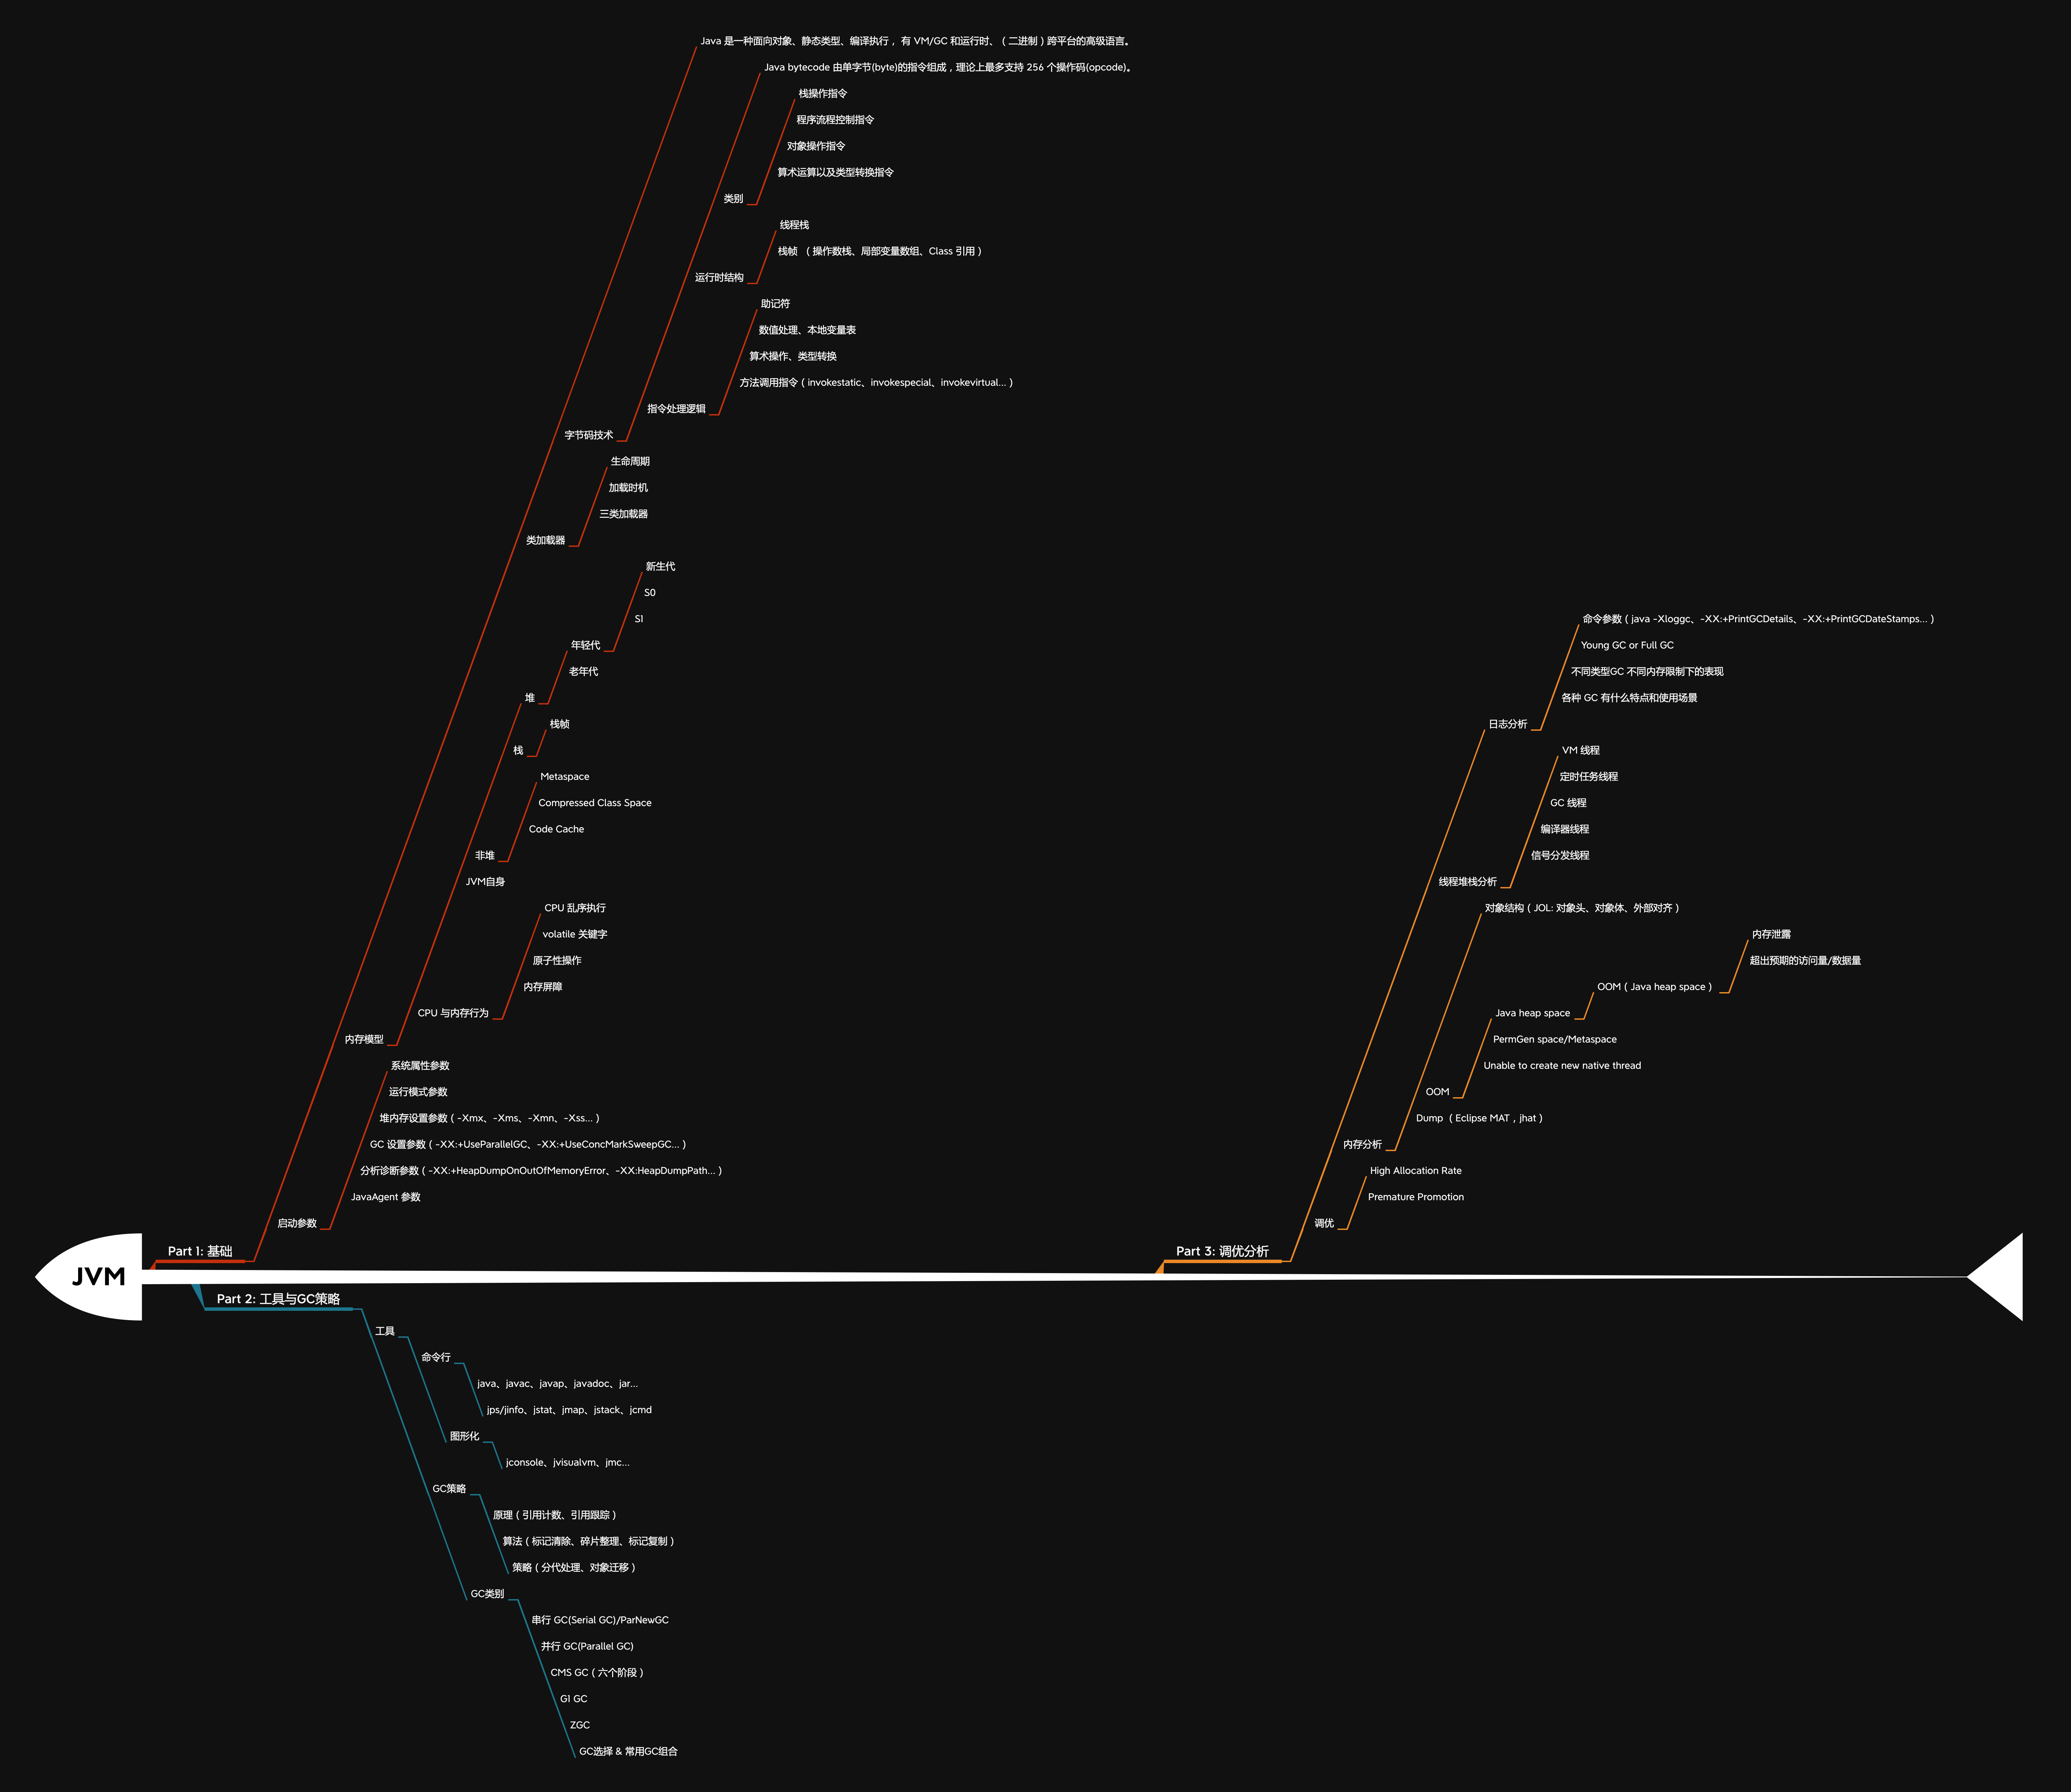 JVM
Part 1: 基础
Java 是一种面向对象、静态类型、编译执行， 有 VM/GC 和运行时、（ 二进制 ）跨平台的高级语言。
字节码技术
Java bytecode 由单字节(byte)的指令组成，理论上最多支持 256 个操作码(opcode)。
类别
栈操作指令
程序流程控制指令
对象操作指令
算术运算以及类型转换指令
运行时结构
线程栈
栈帧 （ 操作数栈、局部变量数组、Class 引用 ）
指令处理逻辑
助记符
数值处理、本地变量表
算术操作、类型转换
方法调用指令（ invokestatic、invokespecial、invokevirtual... ）
类加载器
生命周期
加载时机
三类加载器
内存模型
堆
年轻代
新生代
S0
S1
老年代
栈
栈帧
非堆
Metaspace
Compressed Class Space
Code Cache
JVM自身
CPU 与内存行为
CPU 乱序执行
volatile 关键字
原子性操作
内存屏障
启动参数
系统属性参数
运行模式参数
堆内存设置参数（ -Xmx、-Xms、-Xmn、-Xss... ）
GC 设置参数（ -XX:+UseParallelGC、-XX:+UseConcMarkSweepGC... ）
分析诊断参数（ -XX:+HeapDumpOnOutOfMemoryError、-XX:HeapDumpPath... ）
JavaAgent 参数
Part 2: 工具与GC策略
工具
命令行
java、javac、javap、javadoc、jar...
jps/jinfo、jstat、jmap、jstack、jcmd
图形化
jconsole、jvisualvm、jmc...
GC策略
原理（ 引用计数、引用跟踪 ）
算法（ 标记清除、碎片整理、标记复制 ）
策略（ 分代处理、对象迁移 ）
GC类别
串行 GC(Serial GC)/ParNewGC
并行 GC(Parallel GC)
CMS GC（ 六个阶段 ）
G1 GC
ZGC
GC选择 & 常用GC组合
Part 3: 调优分析
日志分析
命令参数（ java -Xloggc、-XX:+PrintGCDetails、-XX:+PrintGCDateStamps... ）
Young GC or Full GC
不同类型GC 不同内存限制下的表现
各种 GC 有什么特点和使用场景
线程堆栈分析
VM 线程
定时任务线程
GC 线程
编译器线程
信号分发线程
内存分析
对象结构（ JOL: 对象头、对象体、外部对齐 ）
OOM
Java heap space
OOM（ Java heap space ）
内存泄露
超出预期的访问量/数据量
PermGen space/Metaspace
Unable to create new native thread
Dump （ Eclipse MAT，jhat ）
调优
High Allocation Rate
Premature Promotion